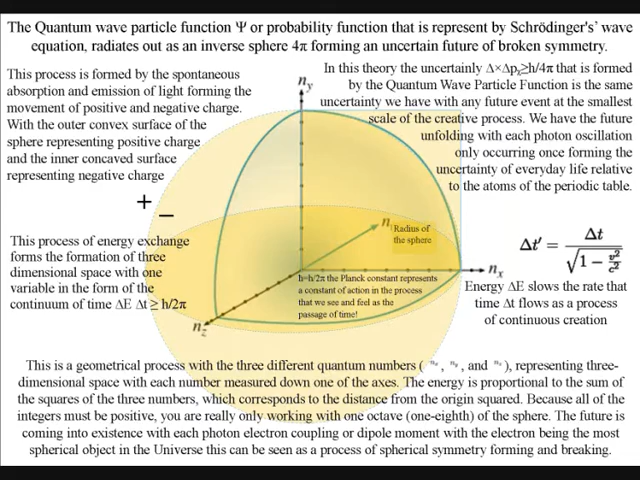 The Quantum wave particle function Ψ or probability function that is represent by Schrödinger's' wave
equation, radiates out as an inverse sphere 4π forming an uncertain future of broken symmetry.
This process is formed by the spontaneous
absorption and emission of light forming the
movement of positive and negative charge.
With the outer convex surface of the
sphere representing positive charge
and the inner concaved surface
representing negative charge
+ −
This process of energy exchange
forms the formation of three
dimensional space with one
variable in the form of the
continuum of time ΔE Δt ≥ h/2π
In this theory the uncertainly Δ×Δpₓ≥h/4π that is formed
by the Quantum Wave Particle Function is the same
uncertainty we have with any future event at the smallest
scale of the creative process. We have the future
unfolding with each photon oscillation
only occurring once forming the
uncertainty of everyday life relative
to the atoms of the periodic table.
n_y
n
Radius of
the sphere
n_x
n_z
h=h/2π the Planck constant represents
a constant of action in the process
that we see and feel as the
passage of time!
Δt′ = Δt / √(1 − v²/c²)
Energy ΔE slows the rate that
time Δt flows as a process
of continuous creation
This is a geometrical process with the three different quantum numbers ( , , and ), representing three-
dimensional space with each number measured down one of the axes. The energy is proportional to the sum of
the squares of the three numbers, which corresponds to the distance from the origin squared. Because all of the
integers must be positive, you are really only working with one octave (one-eighth) of the sphere. The future is
coming into existence with each photon electron coupling or dipole moment with the electron being the most
spherical object in the Universe this can be seen as a process of spherical symmetry forming and breaking.